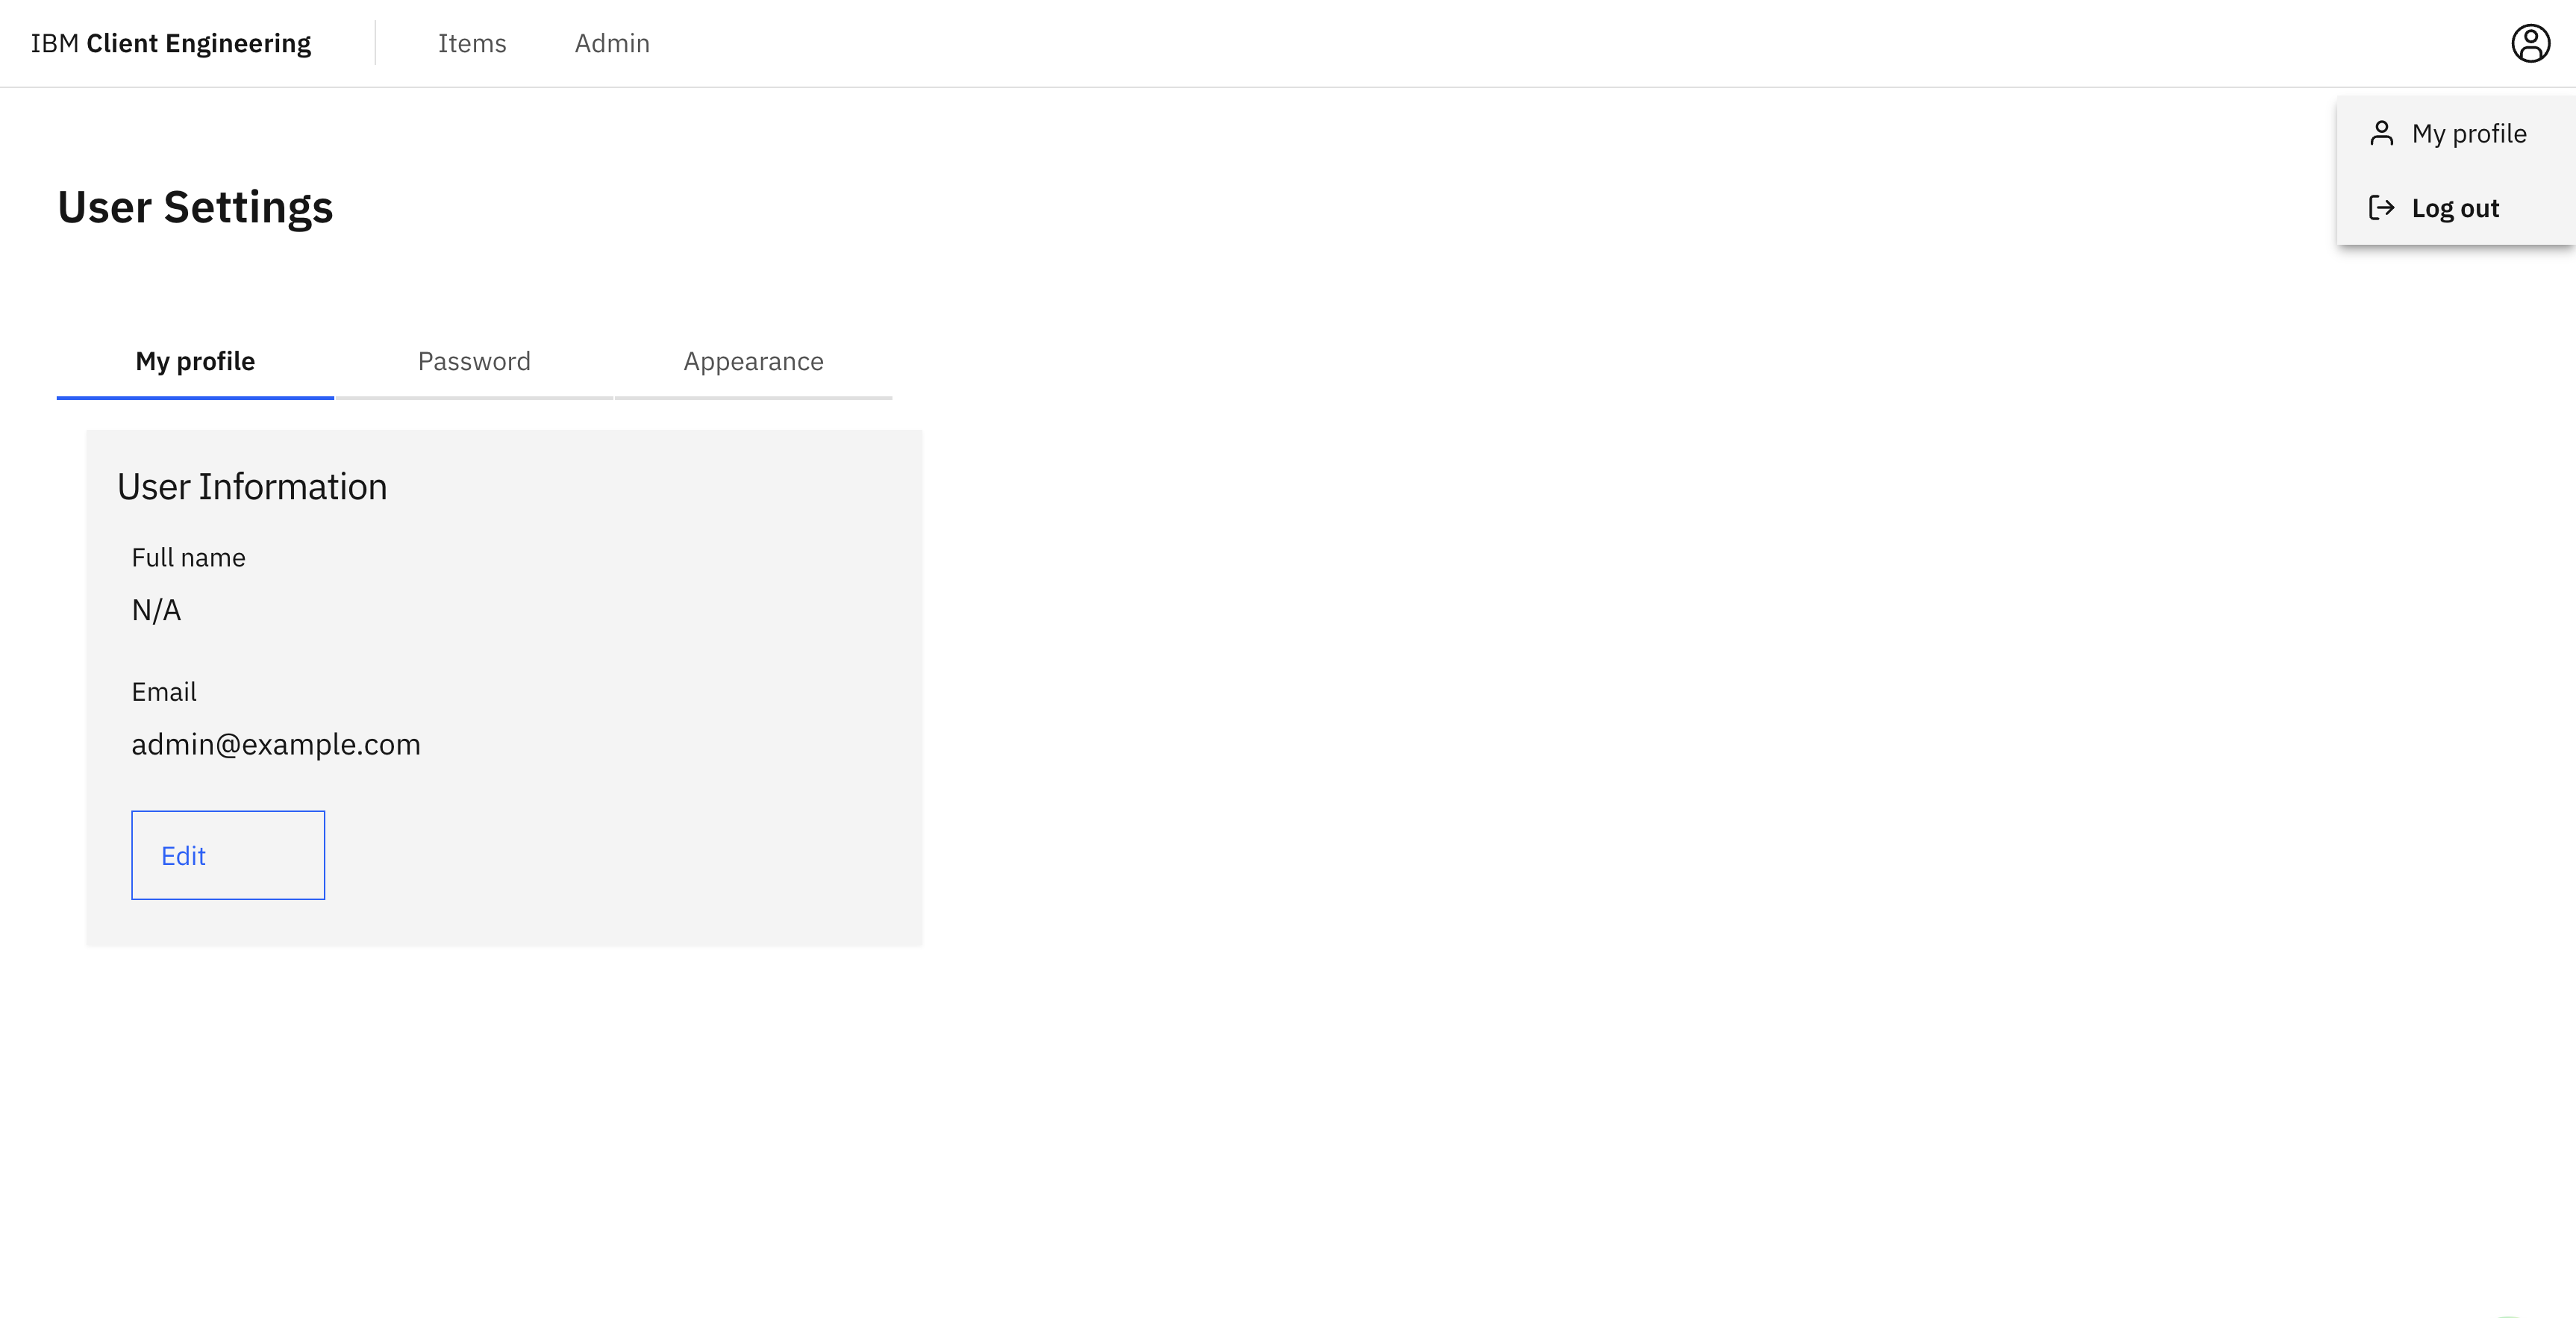 IBM Client Engineering
Items
Admin
My profile
Log out
User Settings
My profile
Password
Appearance
User Information
Full name
N/A
Email
admin@example.com
Edit